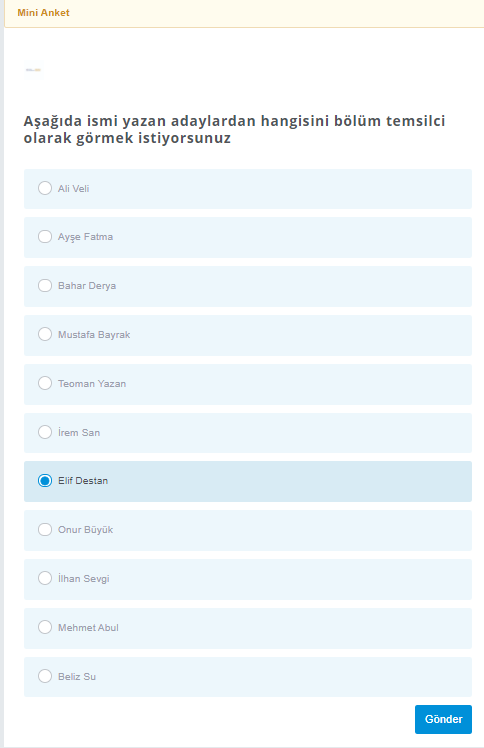 Mini Anket
Aşağıda ismi yazan adaylardan hangisini bölüm temsilci
olarak görmek istiyorsunuz
Ali Veli
Ayşe Fatma
Bahar Derya
Mustafa Bayrak
Teoman Yazan
İrem San
Elif Destan
Onur Büyük
İlhan Sevgi
Mehmet Abul
Beliz Su
Gönder